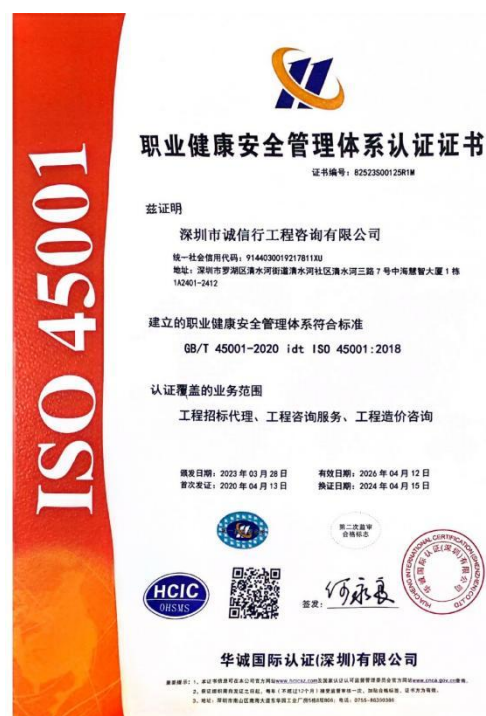 ISO 45001
职业健康安全管理体系认证证书
证书编号：82523S00125R1M
兹证明
深圳市诚信行工程咨询有限公司
统一社会信用代码：9144030019217811XU
地址：深圳市罗湖区清水河街道清水河社区清水河三路7号中海慧智大厦1栋
1A2401-2412
建立的职业健康安全管理体系符合标准
GB/T 45001-2020 idt ISO 45001:2018
认证覆盖的业务范围
工程招标代理、工程咨询服务、工程造价咨询
颁发日期：2023年03月28日 有效日期：2026年04月12日
首次发证：2020年04月13日 换证日期：2024年04月15日
第二次监审
合格标志
HCIC
OHSMS
签发：
华诚国际认证(深圳)有限公司